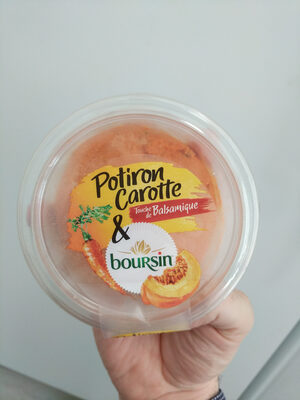 Potiron
Carotte
Touche
de Balsamique
&
boursin